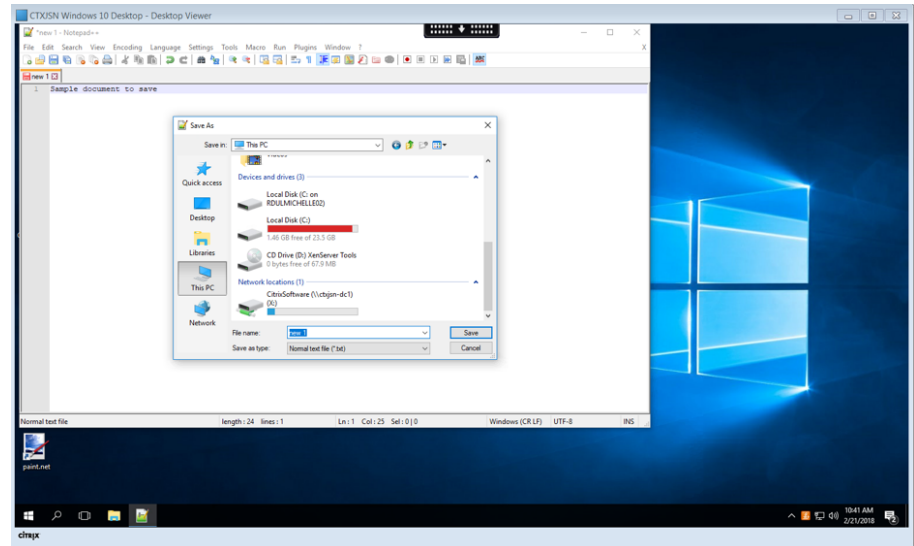 CTXJSN Windows 10 Desktop - Desktop Viewer
*new 1 - Notepad++
File Edit Search View Encoding Language Settings Tools Macro Run Plugins Window ? X
new 1
1 Sample document to save
Save As
Save in: This PC
Quick access
Desktop
Libraries
This PC
Network
Devices and drives (3)
Local Disk (C: on
RDULMICHELLE02)
Local Disk (C:)
1.46 GB free of 23.5 GB
CD Drive (D:) XenServer Tools
0 bytes free of 67.9 MB
Network locations (1)
CitrixSoftware (\\ctxjsn-dc1)
(X:)
File name: new 1 Save
Save as type: Normal text file (*.txt) Cancel
Normal text file length : 24 lines : 1 Ln : 1 Col : 25 Sel : 0 | 0 Windows (CR LF) UTF-8 INS
paint.net
10:41 AM
2/21/2018
citrix